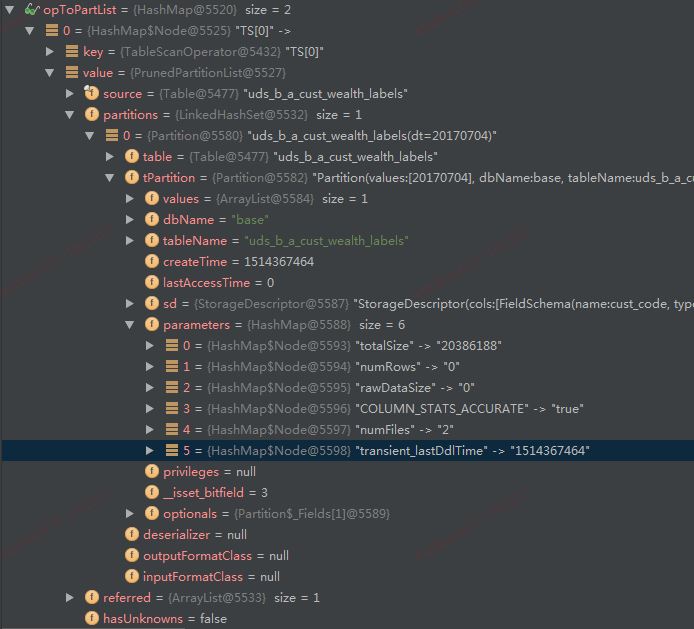 opToPartList = {HashMap@5520} size = 2
0 = {HashMap$Node@5525} "TS[0]" ->
key = {TableScanOperator@5432} "TS[0]"
value = {PrunedPartitionList@5527}
source = {Table@5477} "uds_b_a_cust_wealth_labels"
partitions = {LinkedHashSet@5532} size = 1
0 = {Partition@5580} "uds_b_a_cust_wealth_labels(dt=20170704)"
table = {Table@5477} "uds_b_a_cust_wealth_labels"
tPartition = {Partition@5582} "Partition(values:[20170704], dbName:base, tableName:uds_b_a_cu
values = {ArrayList@5584} size = 1
dbName = "base"
tableName = "uds_b_a_cust_wealth_labels"
createTime = 1514367464
lastAccessTime = 0
sd = {StorageDescriptor@5587} "StorageDescriptor(cols:[FieldSchema(name:cust_code, type
parameters = {HashMap@5588} size = 6
0 = {HashMap$Node@5593} "totalSize" -> "20386188"
1 = {HashMap$Node@5594} "numRows" -> "0"
2 = {HashMap$Node@5595} "rawDataSize" -> "0"
3 = {HashMap$Node@5596} "COLUMN_STATS_ACCURATE" -> "true"
4 = {HashMap$Node@5597} "numFiles" -> "2"
5 = {HashMap$Node@5598} "transient_lastDdlTime" -> "1514367464"
privileges = null
__isset_bitfield = 3
optionals = {Partition$_Fields[1]@5589}
deserializer = null
outputFormatClass = null
inputFormatClass = null
referred = {ArrayList@5533} size = 1
hasUnknowns = false